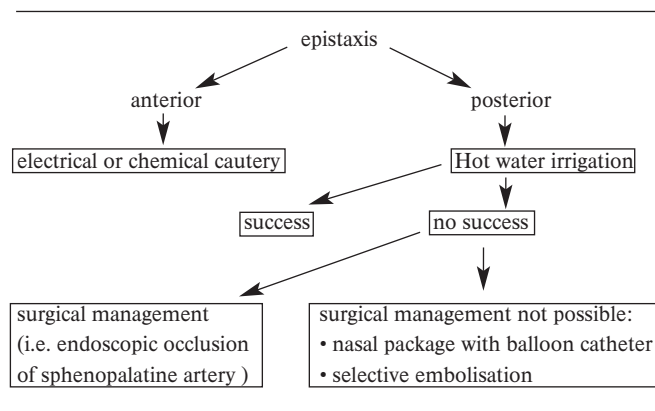 epistaxis
anterior
posterior
electrical or chemical cautery
Hot water irrigation
success
no success
surgical management
(i.e. endoscopic occlusion
of sphenopalatine artery )
surgical management not possible:
• nasal package with balloon catheter
• selective embolisation